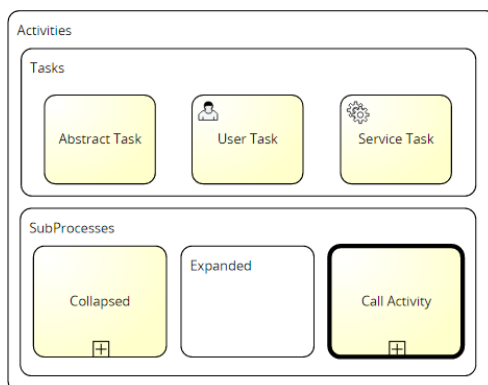 Activities
Tasks
Abstract Task
User Task
Service Task
SubProcesses
Collapsed
Expanded
Call Activity